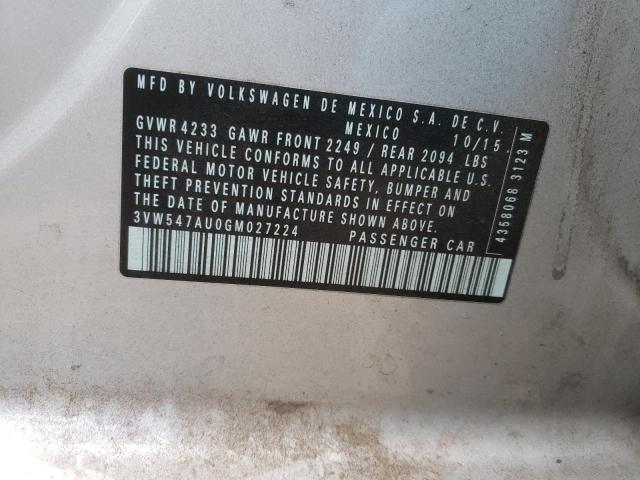 MFD BY VOLKSWAGEN DE MEXICO S.A. DE C.V.
MEXICO 10/15
GVWR 4233 GAWR FRONT 2249 / REAR 2094 LBS
THIS VEHICLE CONFORMS TO ALL APPLICABLE U.S.
FEDERAL MOTOR VEHICLE SAFETY, BUMPER AND
THEFT PREVENTION STANDARDS IN EFFECT ON
THE DATE OF MANUFACTURE SHOWN ABOVE.
3VW547AU0GM027224 PASSENGER CAR
4358068 3123 M